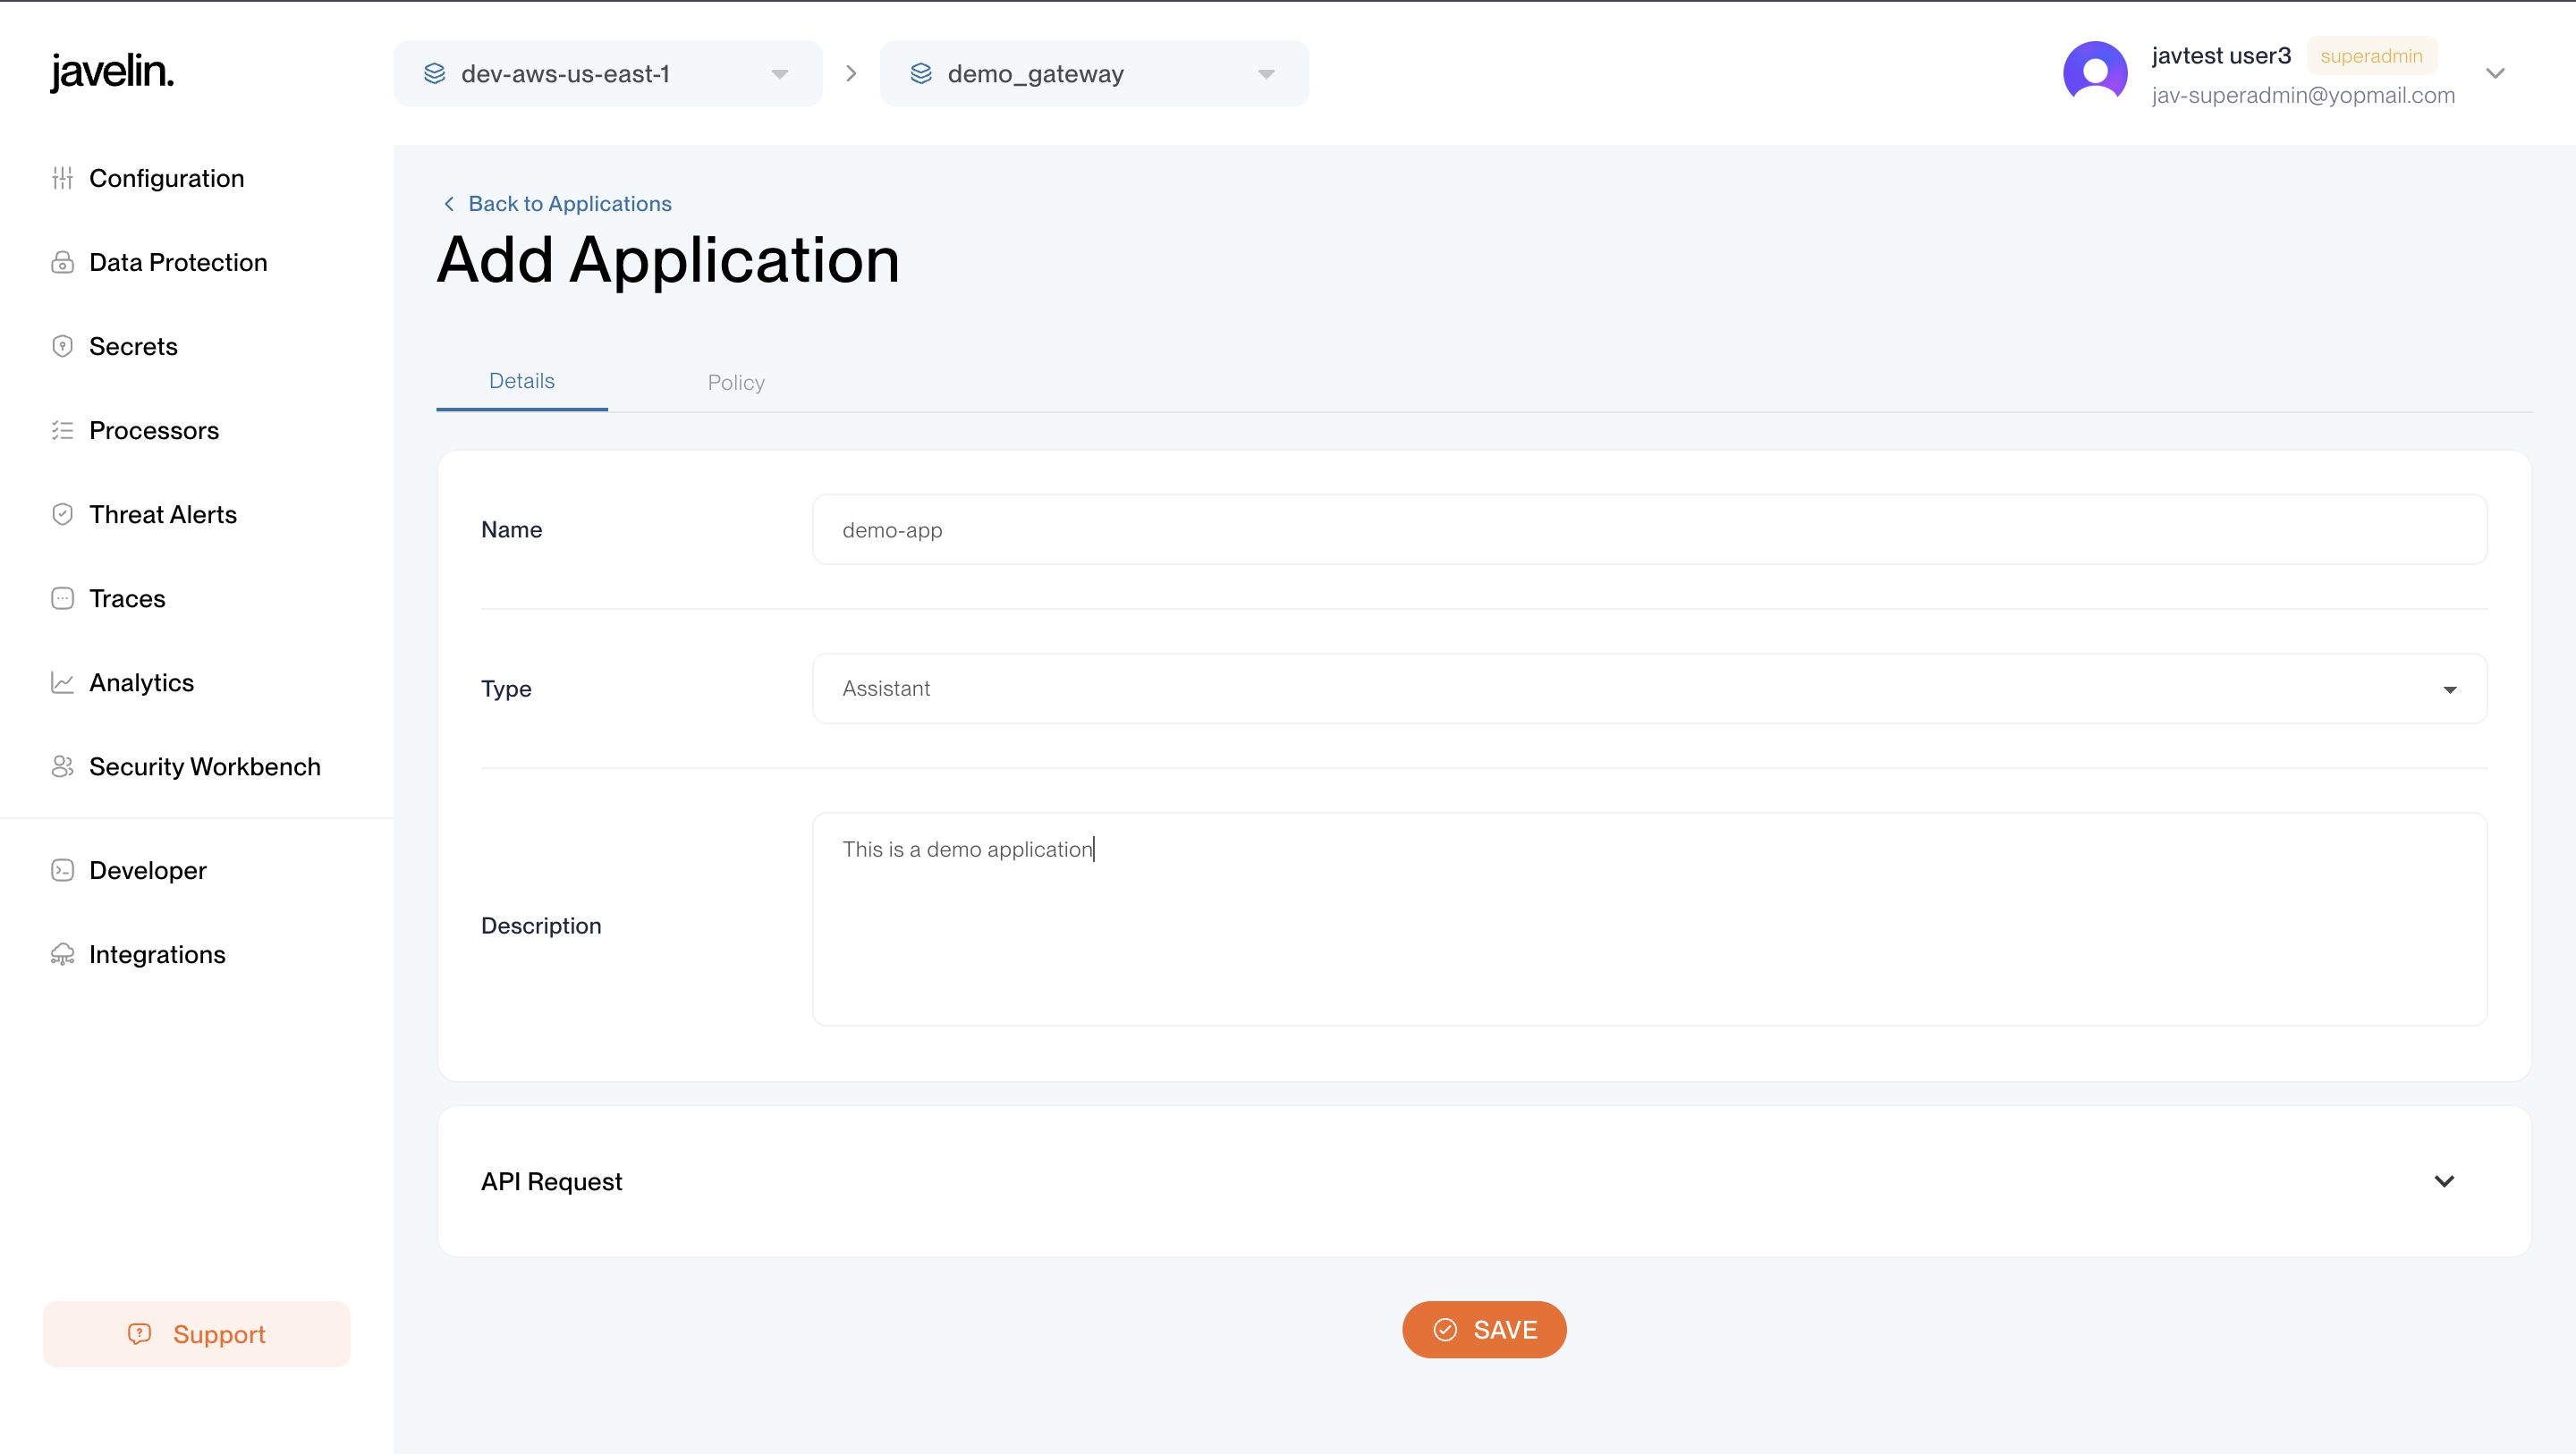 javelin.
dev-aws-us-east-1
demo_gateway
javtest user3 superadmin
jav-superadmin@yopmail.com
Configuration
Data Protection
Secrets
Processors
Threat Alerts
Traces
Analytics
Security Workbench
Developer
Integrations
Support
Back to Applications
Add Application
Details Policy
Name demo-app
Type Assistant
Description This is a demo application
API Request
SAVE